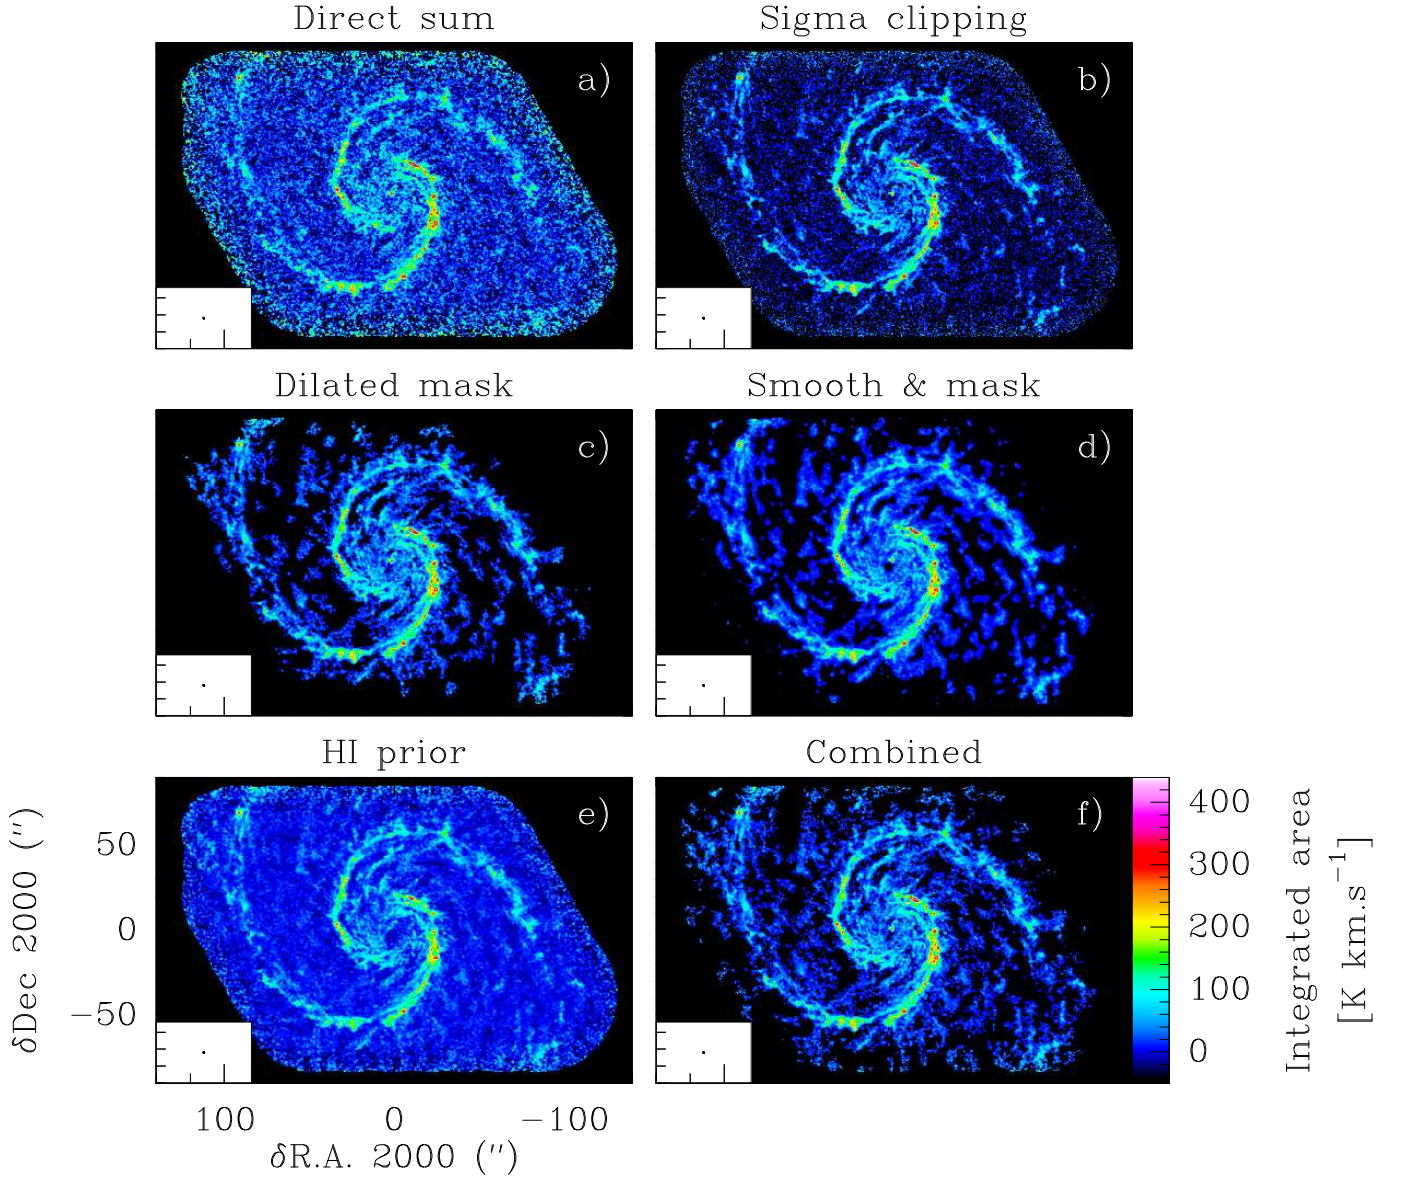 Direct sum
Sigma clipping
a)
b)
Dilated mask
Smooth & mask
c)
d)
HI prior
Combined
e)
f)
50
0
−50
δDec 2000 (″)
100
0
−100
δR.A. 2000 (″)
400
300
200
100
0
Integrated area
[K km.s−1]